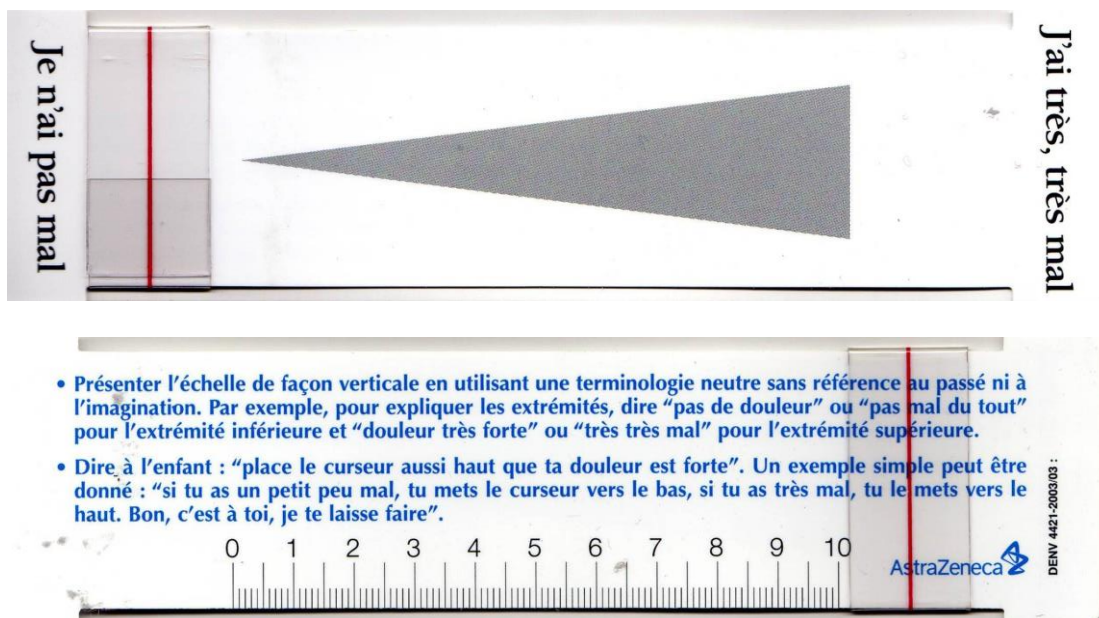 Je n'ai pas mal
J'ai très, très mal
• Présenter l'échelle de façon verticale en utilisant une terminologie neutre sans référence au passé ni à
l'imagination. Par exemple, pour expliquer les extrémités, dire “pas de douleur” ou “pas mal du tout”
pour l'extrémité inférieure et “douleur très forte” ou “très très mal” pour l'extrémité supérieure.
• Dire à l'enfant : “place le curseur aussi haut que ta douleur est forte”. Un exemple simple peut être
donné : “si tu as un petit peu mal, tu mets le curseur vers le bas, si tu as très mal, tu le mets vers le
haut. Bon, c'est à toi, je te laisse faire”.
0 1 2 3 4 5 6 7 8 9 10
AstraZeneca
DENV 4421-2003/03 :